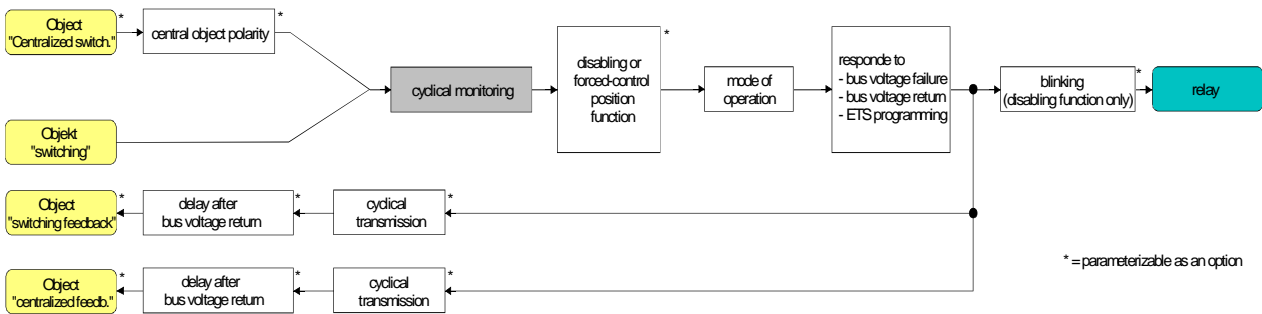 Object
"Centralized switch."
*
central object polarity
*
cyclical monitoring
disabling or
forced-control
position
function
*
mode of
operation
responde to
- bus voltage failure
- bus voltage return
- ETS programming
blinking
(disabling function only)
*
relay
Objekt
"switching"
Object
"switching feedback"
*
delay after
bus voltage return
*
cyclical
transmission
*
Object
"centralized feedb."
*
delay after
bus voltage return
*
cyclical
transmission
*
* = parameterizable as an option